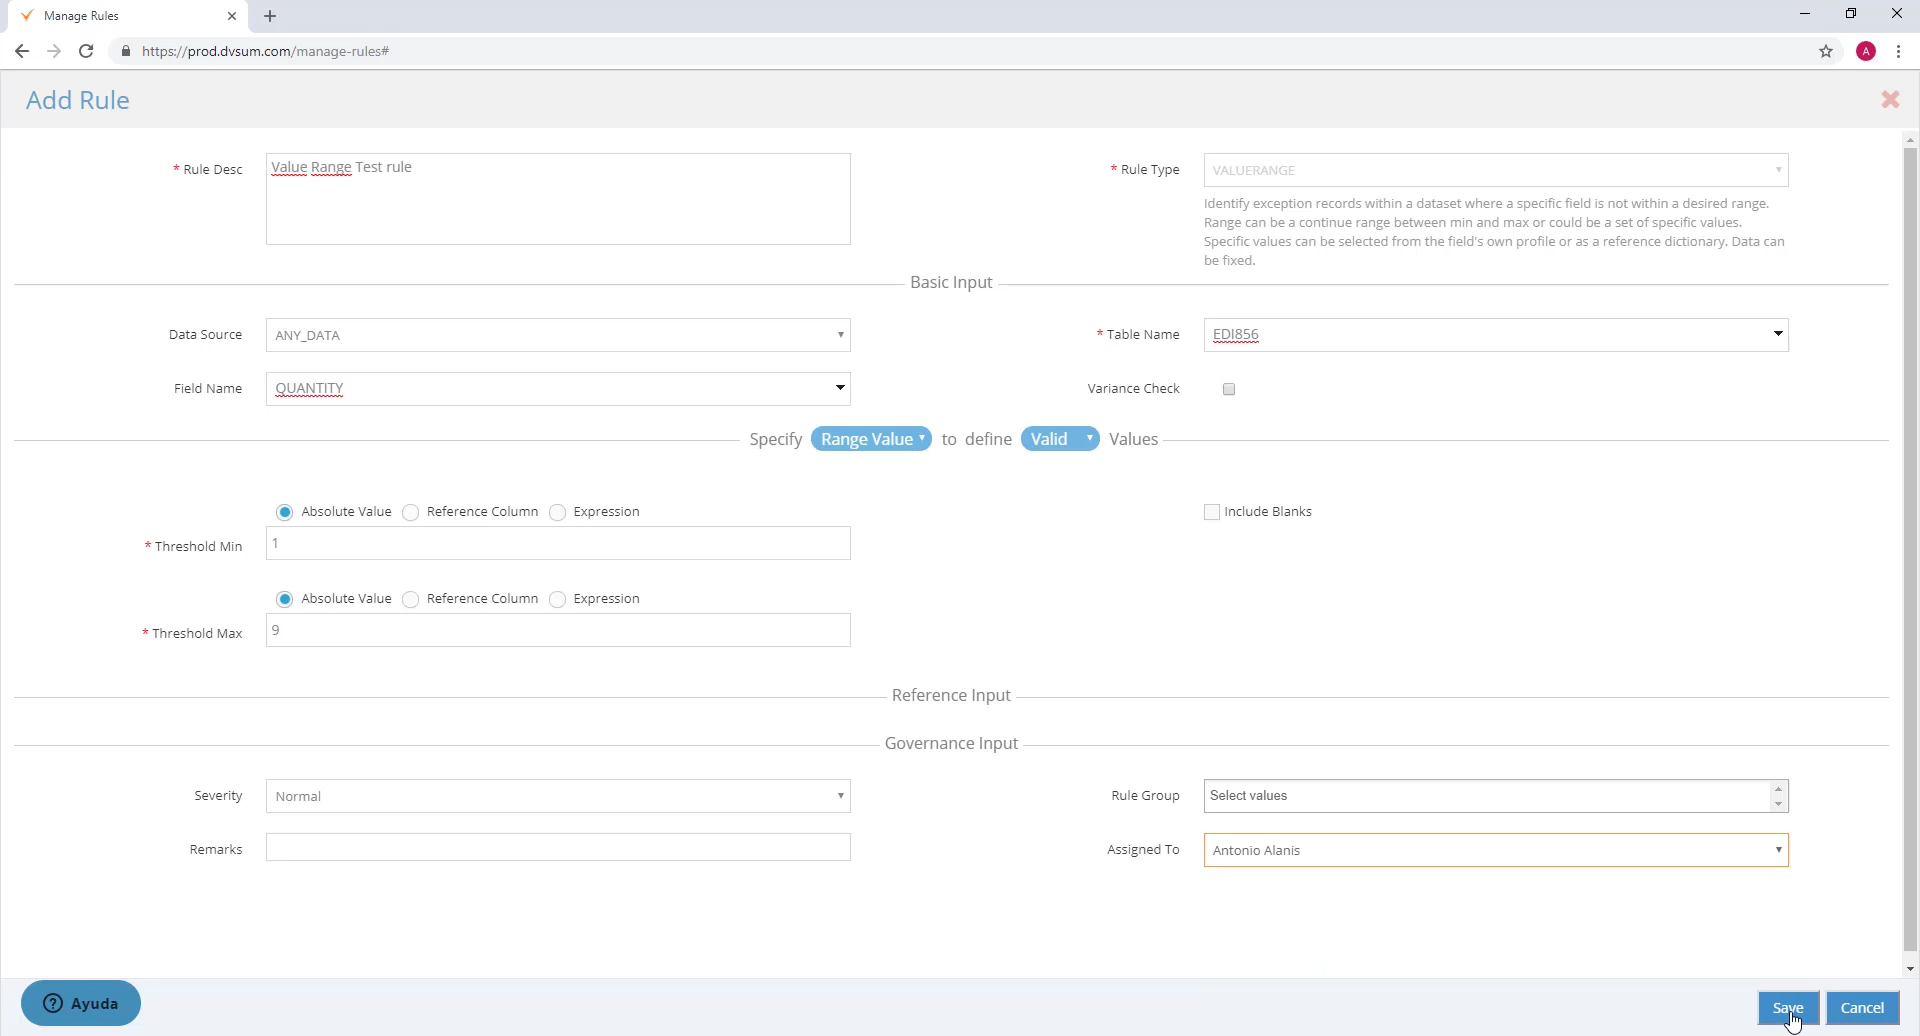 Manage Rules
https://prod.dvsum.com/manage-rules#
A
Add Rule
* Rule Desc
Value Range Test rule
* Rule Type
VALUERANGE
Identify exception records within a dataset where a specific field is not within a desired range.
Range can be a continue range between min and max or could be a set of specific values.
Specific values can be selected from the field's own profile or as a reference dictionary. Data can
be fixed.
Basic Input
Data Source
ANY_DATA
* Table Name
EDI856
Field Name
QUANTITY
Variance Check
Specify Range Value to define Valid Values
Absolute Value Reference Column Expression
Include Blanks
* Threshold Min
1
Absolute Value Reference Column Expression
* Threshold Max
9
Reference Input
Governance Input
Severity
Normal
Rule Group
Select values
Remarks
Assigned To
Antonio Alanis
? Ayuda
Save
Cancel